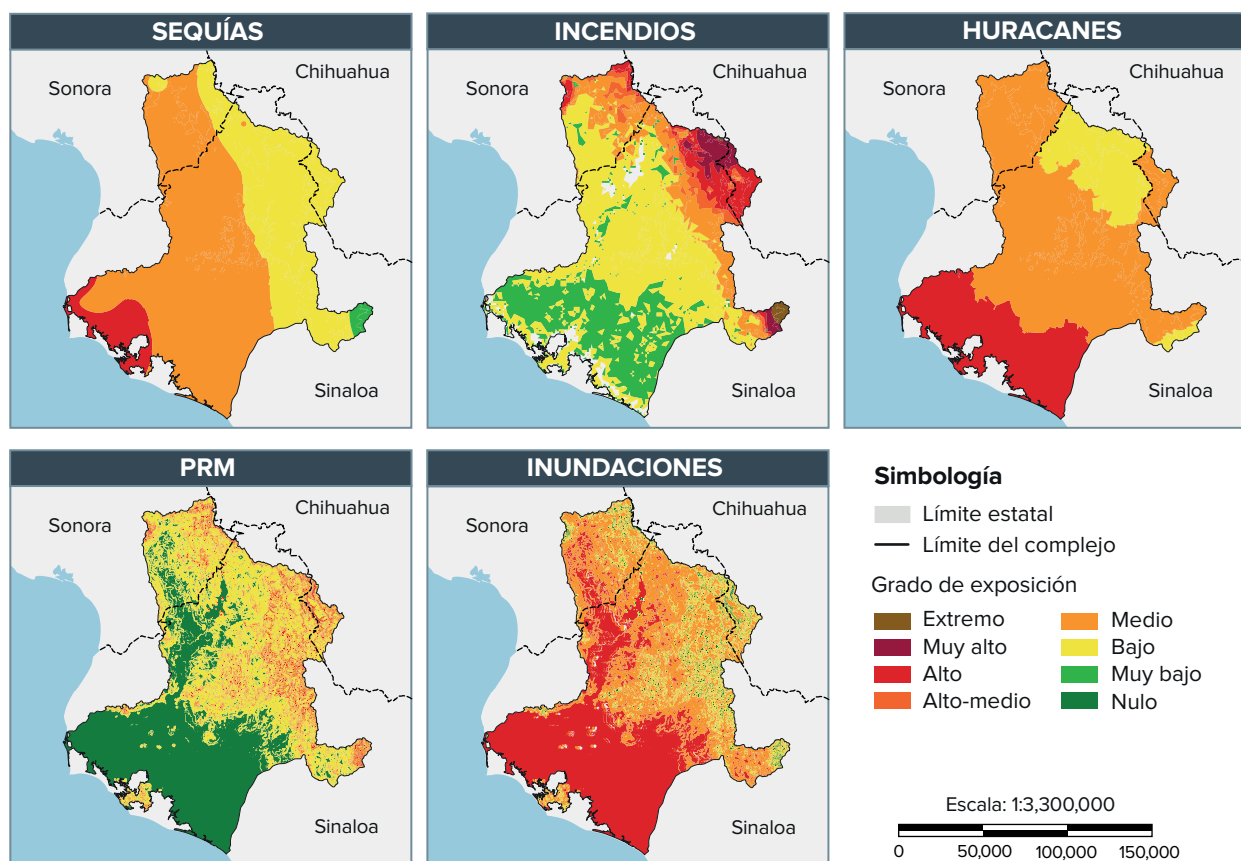 SEQUÍAS
Sonora
Chihuahua
Sinaloa
INCENDIOS
Sonora
Chihuahua
Sinaloa
HURACANES
Sonora
Chihuahua
Sinaloa
PRM
Sonora
Chihuahua
Sinaloa
INUNDACIONES
Sonora
Chihuahua
Sinaloa
Simbología
Límite estatal
Límite del complejo
Grado de exposición
Extremo
Muy alto
Alto
Alto-medio
Medio
Bajo
Muy bajo
Nulo
Escala: 1:3,300,000
0 50,000 100,000 150,000